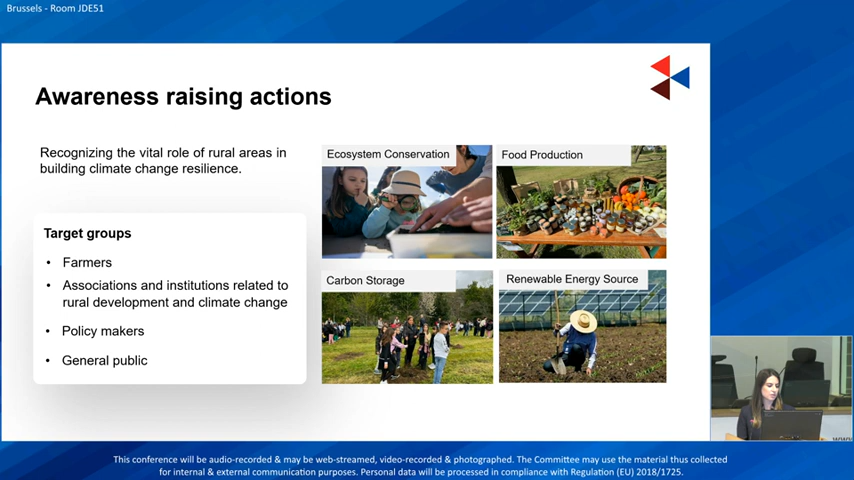 Brussels - Room JDE51
Awareness raising actions
Recognizing the vital role of rural areas in
building climate change resilience.
Target groups
• Farmers
• Associations and institutions related to
rural development and climate change
• Policy makers
• General public
Ecosystem Conservation
Food Production
Carbon Storage
Renewable Energy Source
This conference will be audio-recorded & may be web-streamed, video-recorded & photographed. The Committee may use the material thus collected
for internal & external communication purposes. Personal data will be processed in compliance with Regulation (EU) 2018/1725.